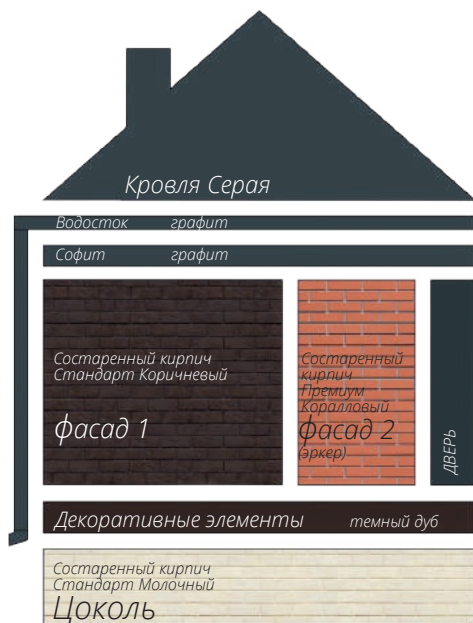 Кровля Серая
Водосток графит
Софит графит
Состаренный кирпич
Стандарт Коричневый
фасад 1
Состаренный
кирпич
Премиум
Коралловый
фасад 2
(эркер)
ДВЕРЬ
Декоративные элементы темный дуб
Состаренный кирпич
Стандарт Молочный
Цоколь